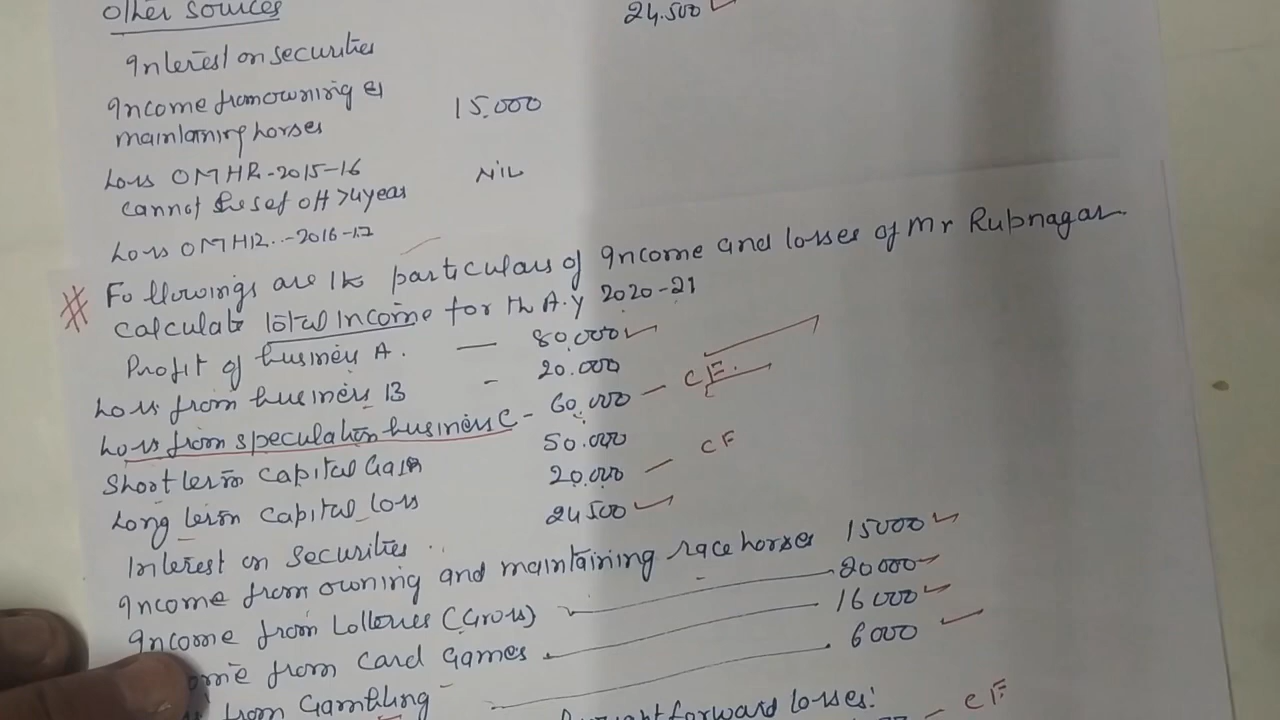 Other Sources
24.500
Interest on securities
Income from owning &
maintaining horses 15.000
Loss OMHR-2015-16 NiL
cannot be set off >4year
Loss OMHR..-2016-17
# Followings are the particulars of Income and losses of Mr Rupnagar
Calculate total income for the A.y 2020-21
Profit of business A. — 80,000
Loss from business B - 20.000
Loss from speculation business C - 60,000 - CF.
Short term capital Gain 50.000
Long term capital loss 20,000 - CF
Interest on securities 24500
Income from owning and maintaining race horses 15000
Income from Lotteries (Gross) 20000
ome from card Games 16000
from Gambling 6000
forward losses:
- CF